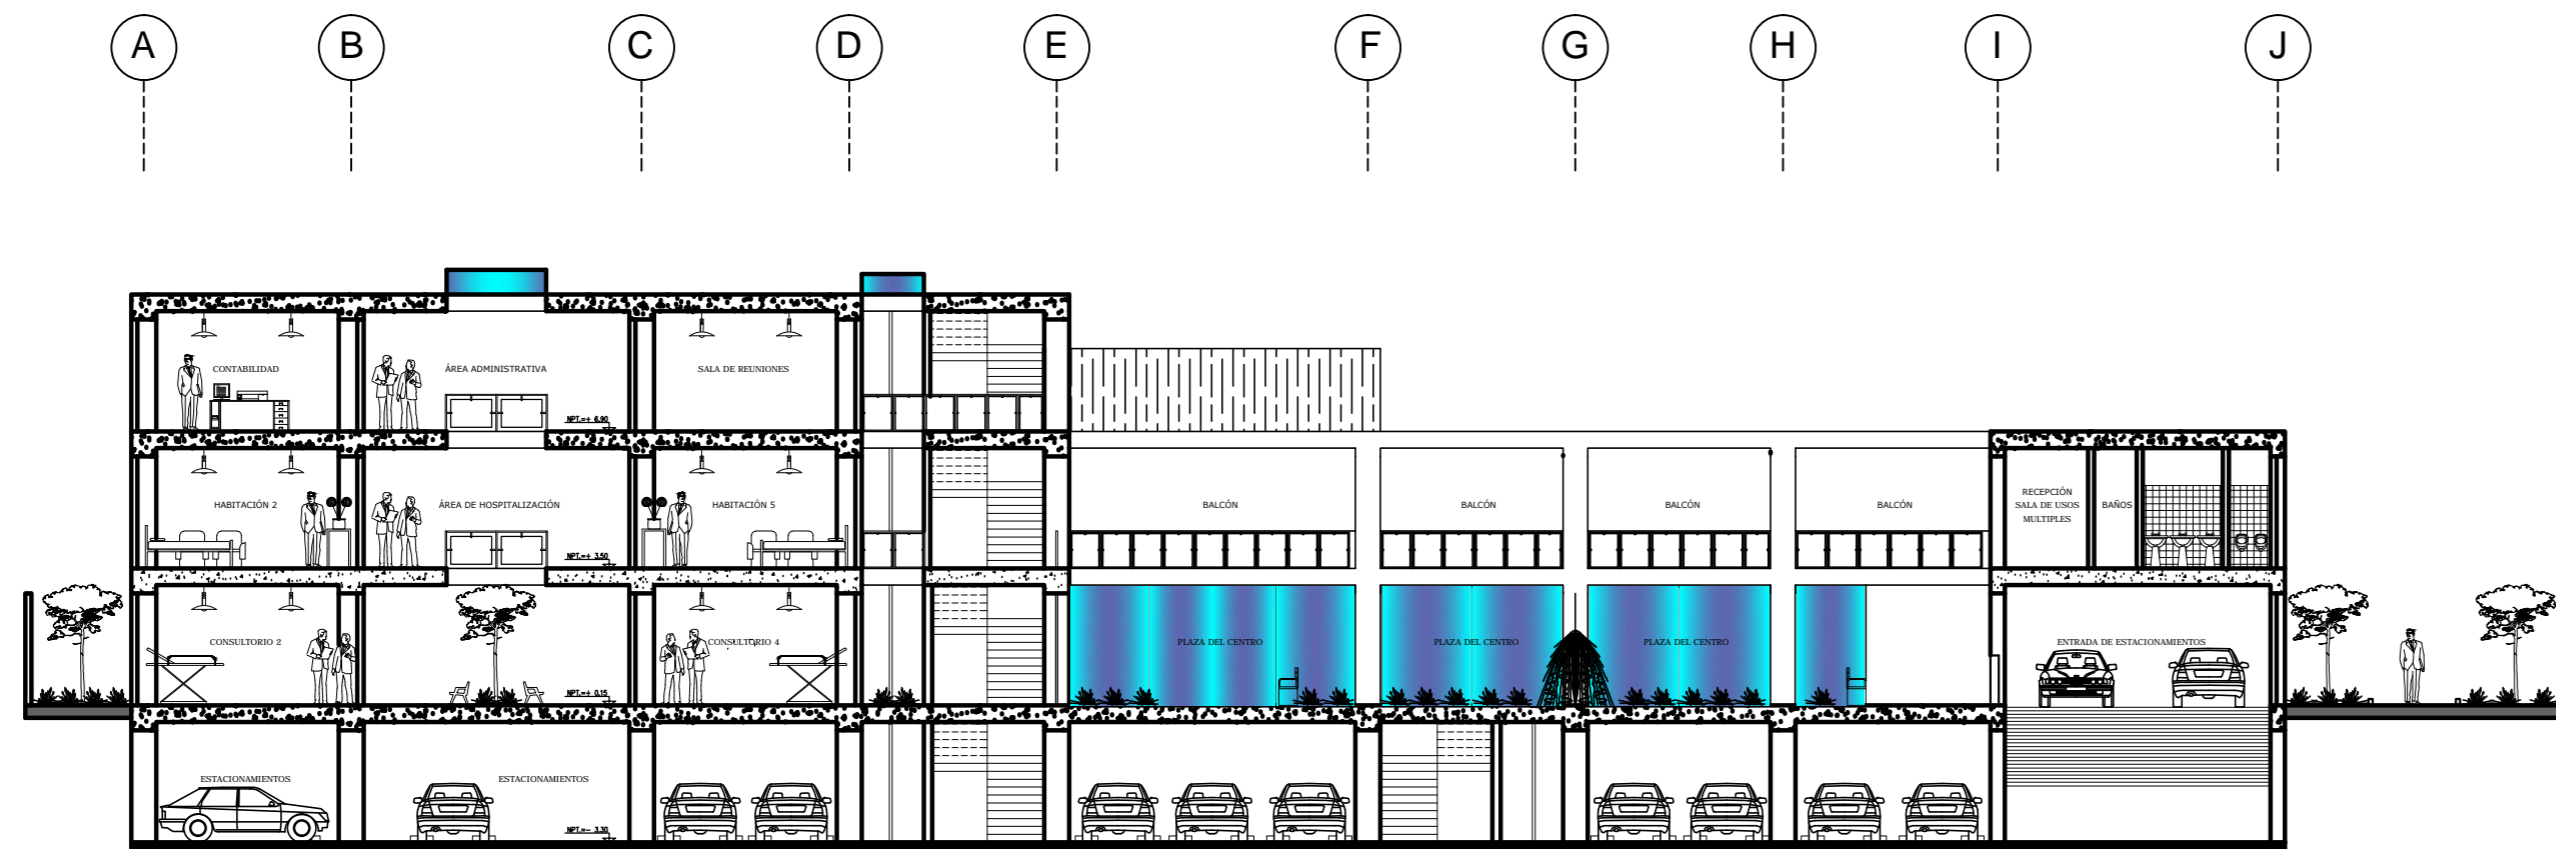 A B C D E F G H I J
CONTABILIDAD
ÁREA ADMINISTRATIVA
SALA DE REUNIONES
NPT.=+ 6.90
HABITACIÓN 2
ÁREA DE HOSPITALIZACIÓN
HABITACIÓN 5
BALCÓN
BALCÓN
BALCÓN
BALCÓN
RECEPCIÓN
SALA DE USOS
MULTIPLES
BAÑOS
NPT.=+ 3.50
CONSULTORIO 2
CONSULTORIO 4
PLAZA DEL CENTRO
PLAZA DEL CENTRO
PLAZA DEL CENTRO
ENTRADA DE ESTACIONAMIENTOS
NPT.=+ 0.15
ESTACIONAMIENTOS
ESTACIONAMIENTOS
NPT.=- 3.30